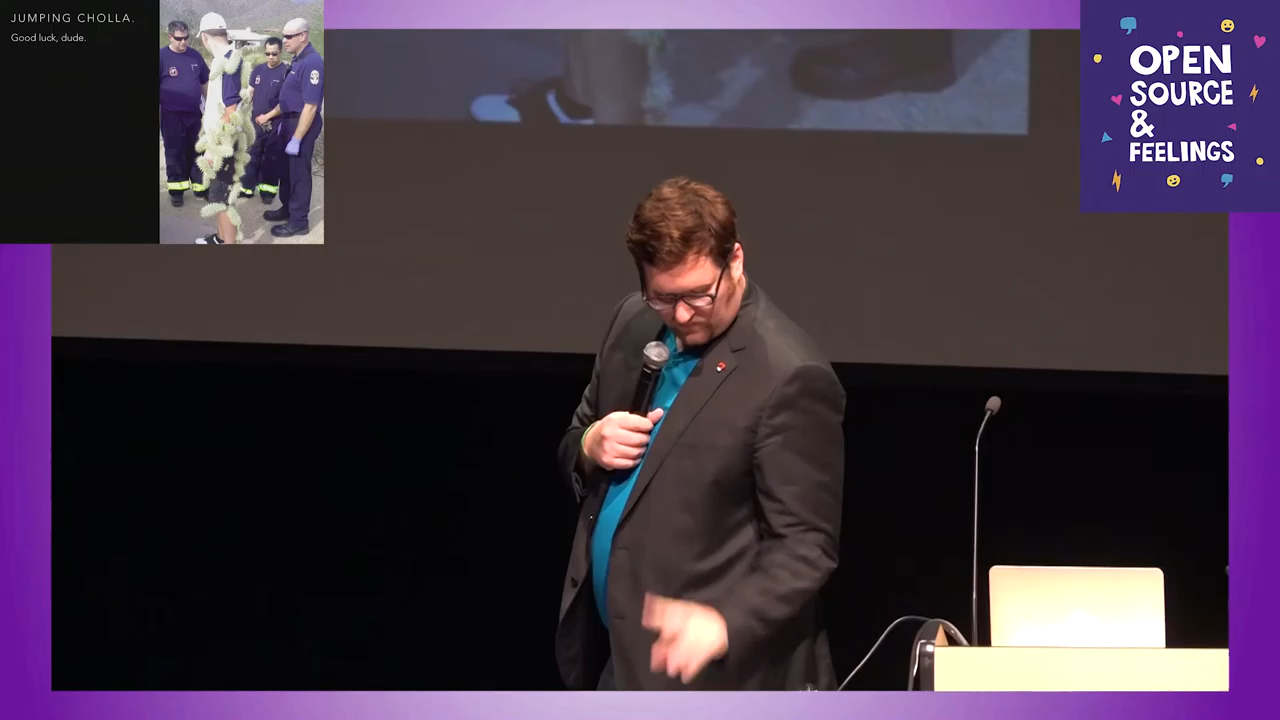 JUMPING CHOLLA.
Good luck, dude.
OPEN
SOURCE
&
FEELINGS